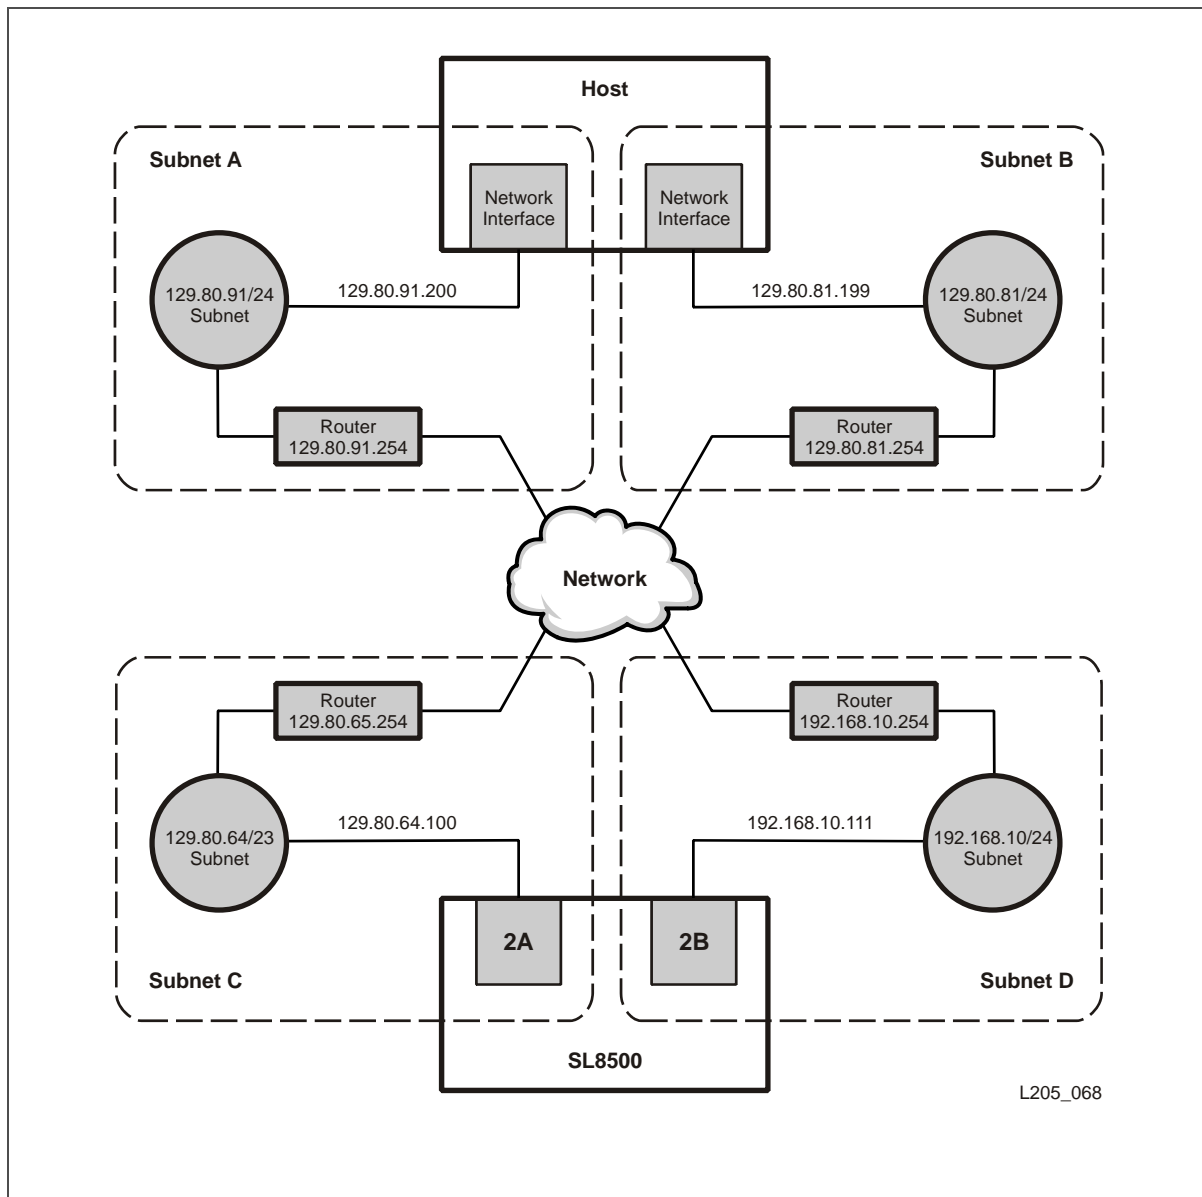 Host
Subnet A
Subnet B
Network
Interface
Network
Interface
129.80.91/24
Subnet
129.80.91.200
129.80.81.199
129.80.81/24
Subnet
Router
129.80.91.254
Router
129.80.81.254
Network
Router
129.80.65.254
Router
192.168.10.254
129.80.64/23
Subnet
129.80.64.100
192.168.10.111
192.168.10/24
Subnet
2A
2B
Subnet C
Subnet D
SL8500
L205_068